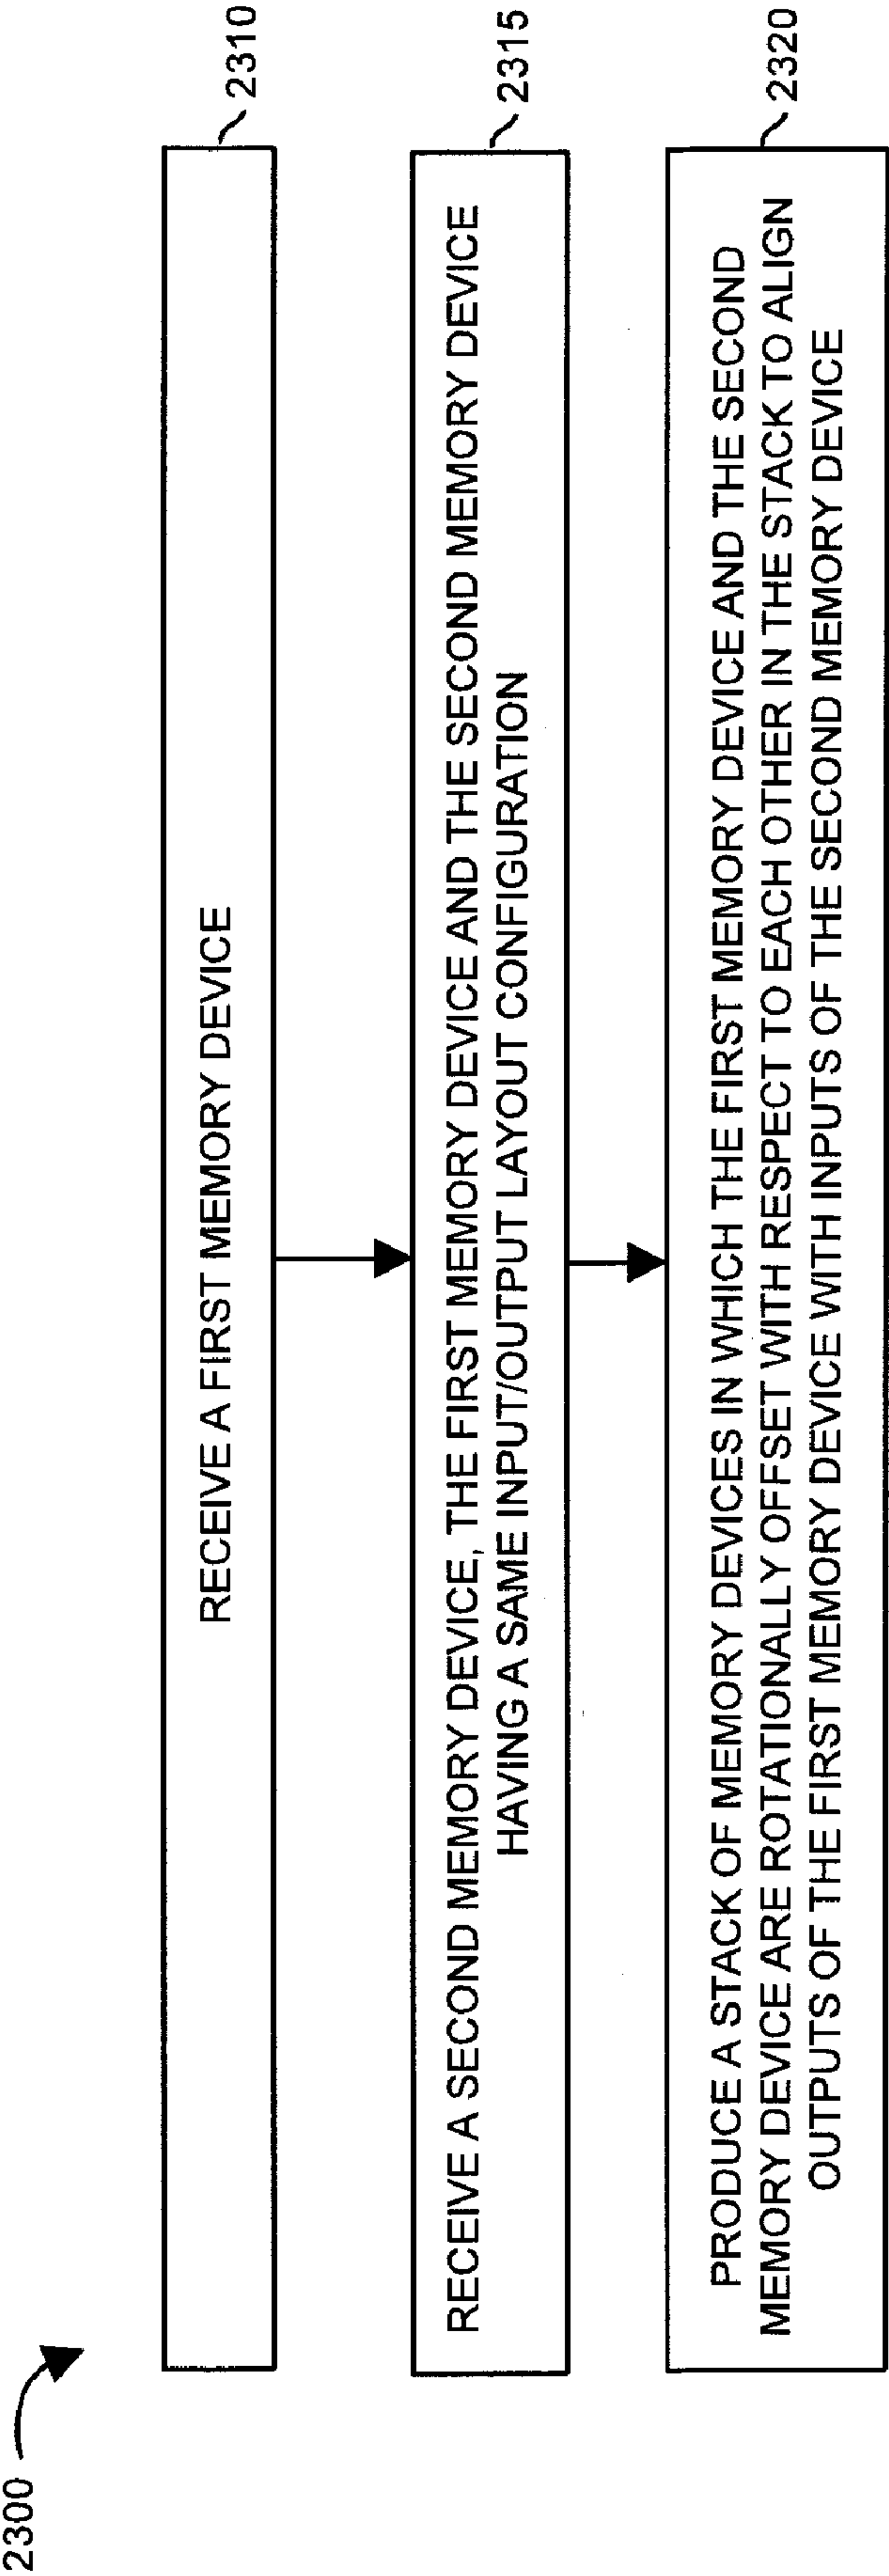 2300
RECEIVE A FIRST MEMORY DEVICE
2310
RECEIVE A SECOND MEMORY DEVICE, THE FIRST MEMORY DEVICE AND THE SECOND MEMORY DEVICE
HAVING A SAME INPUT/OUTPUT LAYOUT CONFIGURATION
2315
PRODUCE A STACK OF MEMORY DEVICES IN WHICH THE FIRST MEMORY DEVICE AND THE SECOND
MEMORY DEVICE ARE ROTATIONALLY OFFSET WITH RESPECT TO EACH OTHER IN THE STACK TO ALIGN
OUTPUTS OF THE FIRST MEMORY DEVICE WITH INPUTS OF THE SECOND MEMORY DEVICE
2320